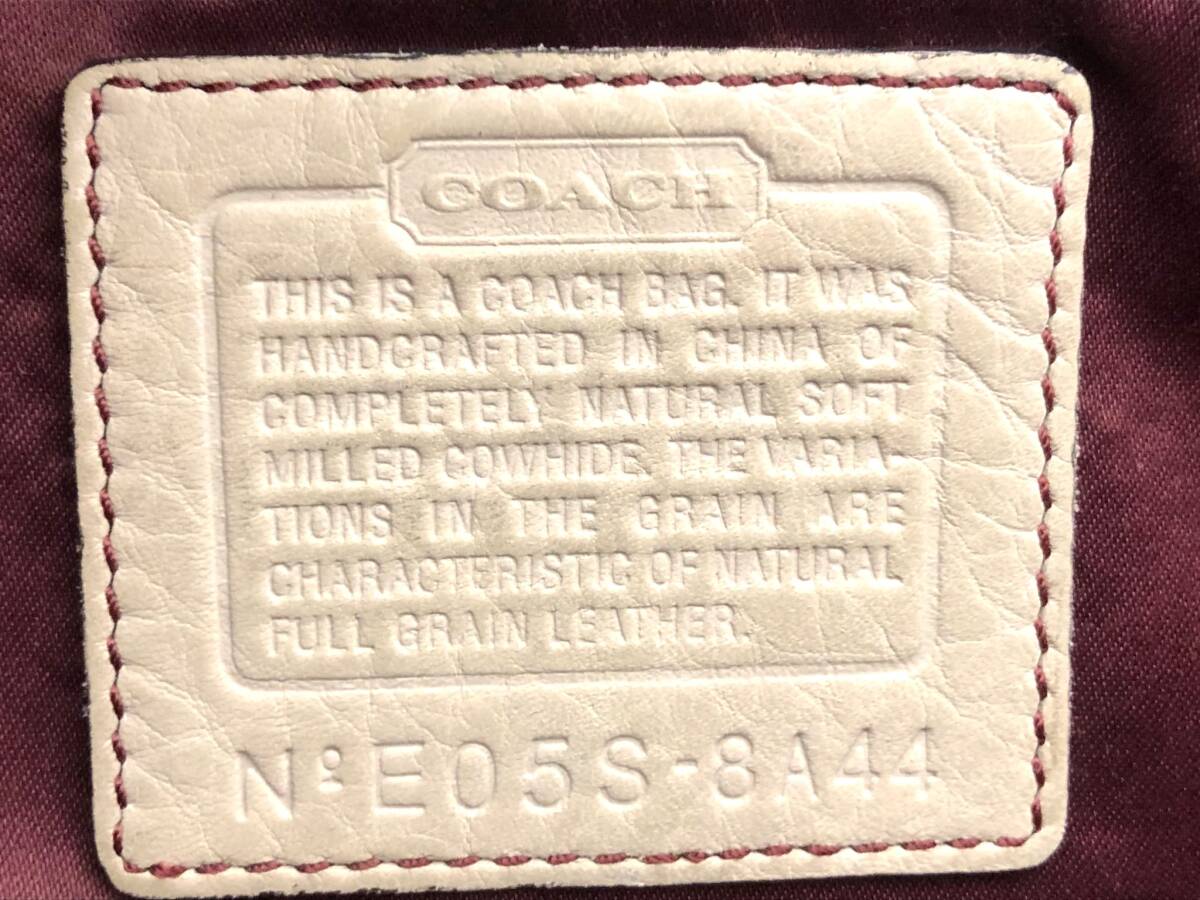 COACH
THIS IS A COACH BAG. IT WAS
HANDCRAFTED IN CHINA OF
COMPLETELY NATURAL SOFT
MILLED COWHIDE. THE VARIA-
TIONS IN THE GRAIN ARE
CHARACTERISTIC OF NATURAL
FULL GRAIN LEATHER.
Nº E05S-8A44